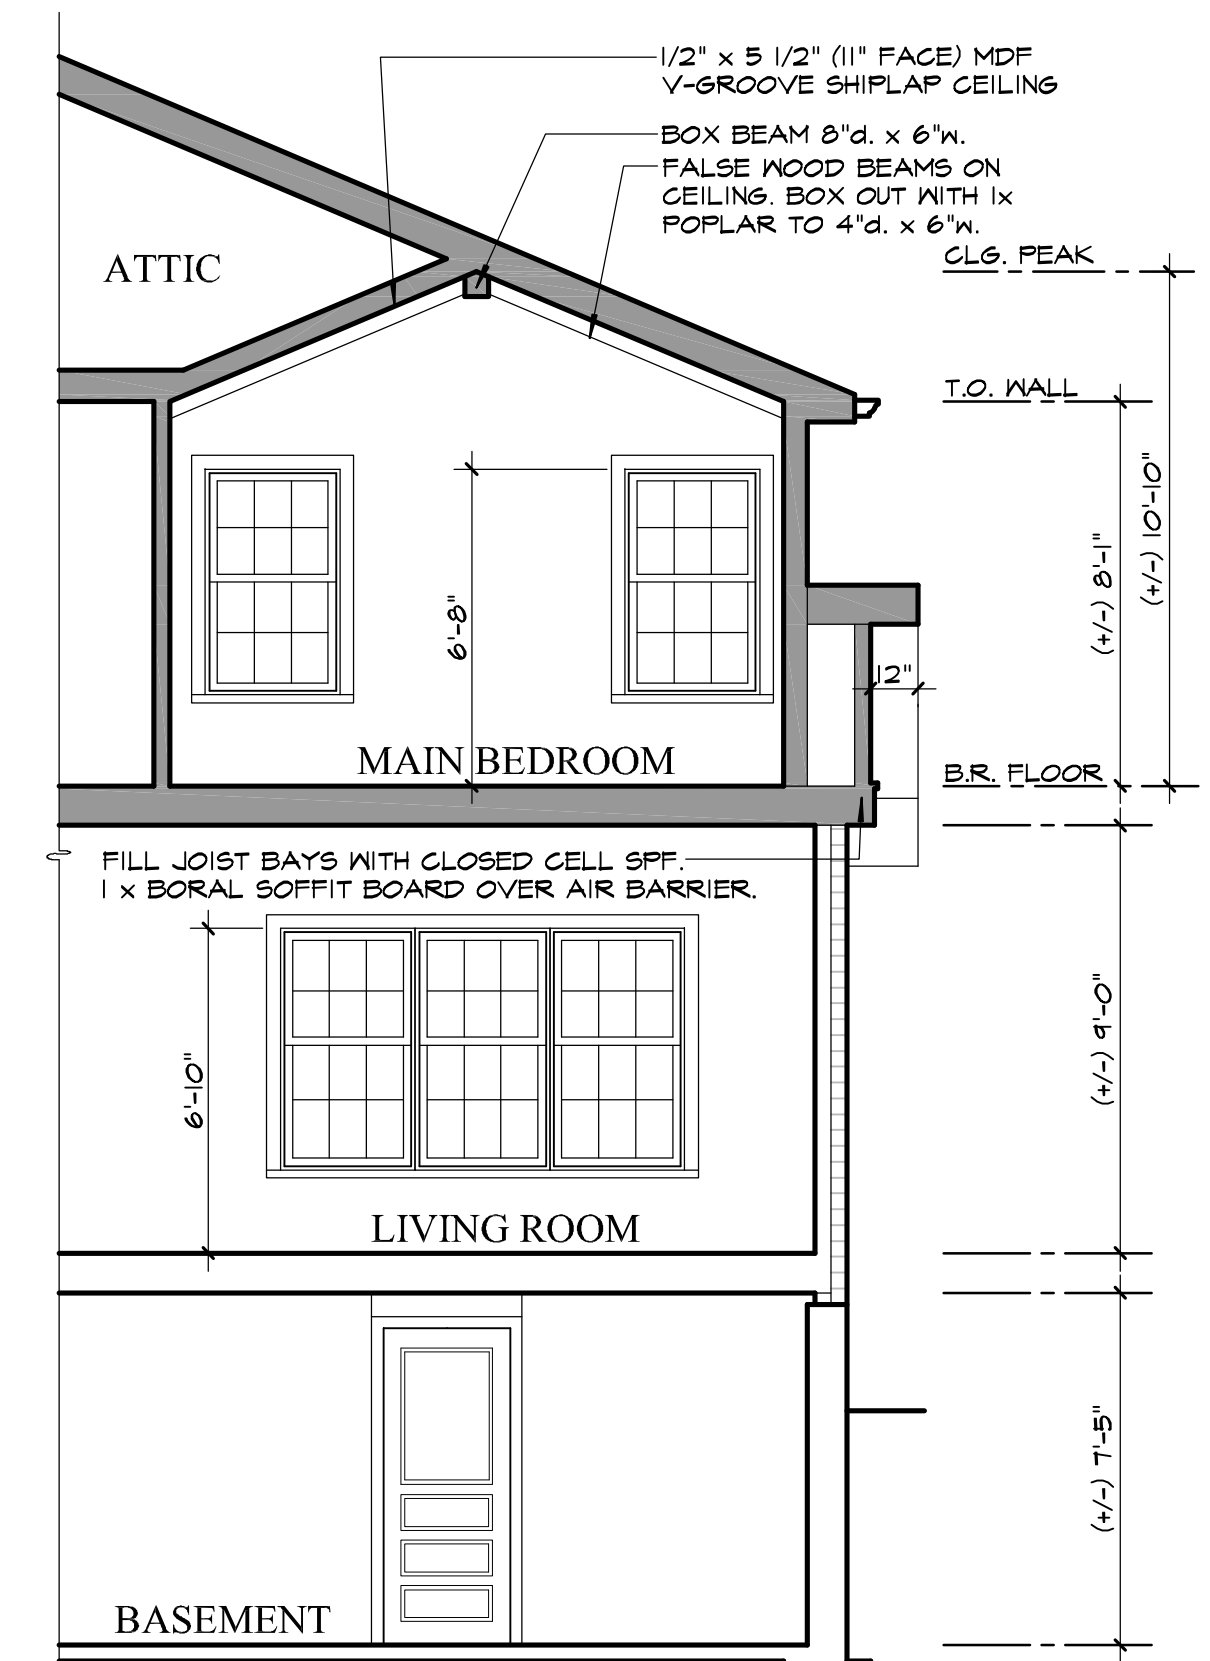 1/2" x 5 1/2" (11" FACE) MDF
V-GROOVE SHIPLAP CEILING
BOX BEAM 8"d. x 6"w.
FALSE WOOD BEAMS ON
CEILING. BOX OUT WITH 1x
POPLAR TO 4"d. x 6"w.
CLG. PEAK
ATTIC
T.O. WALL
(+/-) 10'-10"
(+/-) 8'-1"
6'-8"
12"
MAIN BEDROOM
B.R. FLOOR
FILL JOIST BAYS WITH CLOSED CELL SPF.
1 x BORAL SOFFIT BOARD OVER AIR BARRIER.
(+/-) 9'-0"
6'-10"
LIVING ROOM
(+/-) 7'-5"
BASEMENT